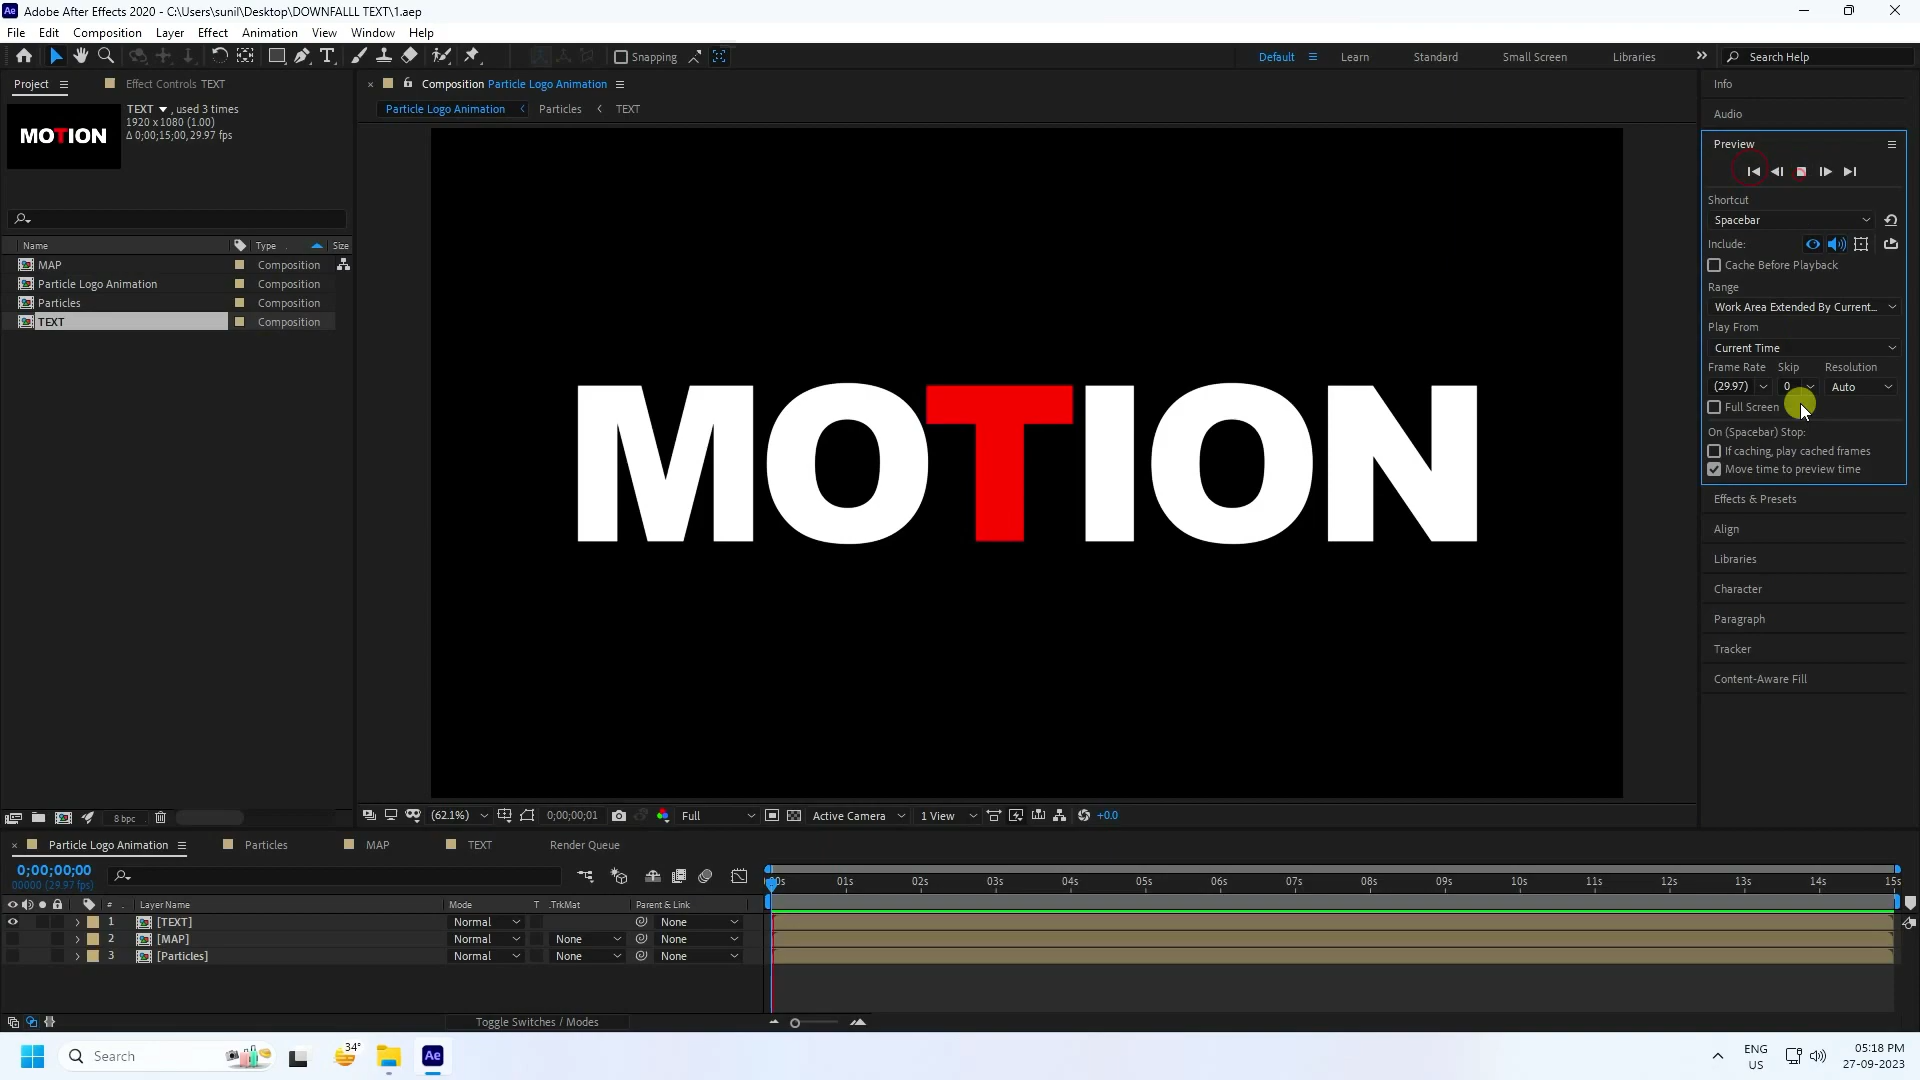 Ae Adobe After Effects 2020 - C:\Users\sunil\Desktop\DOWNFALLL TEXT\1.aep
File Edit Composition Layer Effect Animation View Window Help
Snapping Default Learn Standard Small Screen Libraries Search Help
Project Effect Controls TEXT Composition Particle Logo Animation
MOTION
TEXT , used 3 times
1920 x 1080 (1.00)
Δ 0;00;15;00, 29.97 fps
Particle Logo Animation Particles TEXT
Name Type Size
MAP Composition
Particle Logo Animation Composition
Particles Composition
TEXT Composition
MOTION
Info
Audio
Preview
Shortcut
Spacebar
Include:
Cache Before Playback
Range
Work Area Extended By Current...
Play From
Current Time
Frame Rate Skip Resolution
(29.97) 0 Auto
Full Screen
On (Spacebar) Stop:
If caching, play cached frames
Move time to preview time
Effects & Presets
Align
Libraries
Character
Paragraph
Tracker
Content-Aware Fill
8 bpc (62.1%) 0;00;00;01 Full Active Camera 1 View +0.0
Particle Logo Animation Particles MAP TEXT Render Queue
0;00;00;00
00000 (29.97 fps)
01s 02s 03s 04s 05s 06s 07s 08s 09s 10s 11s 12s 13s 14s 15s
# Layer Name Mode T .TrkMat Parent & Link
1 [TEXT] Normal None
2 [MAP] Normal None None
3 [Particles] Normal None None
Toggle Switches / Modes
Search 34° Ae ENG US 05:18 PM 27-09-2023